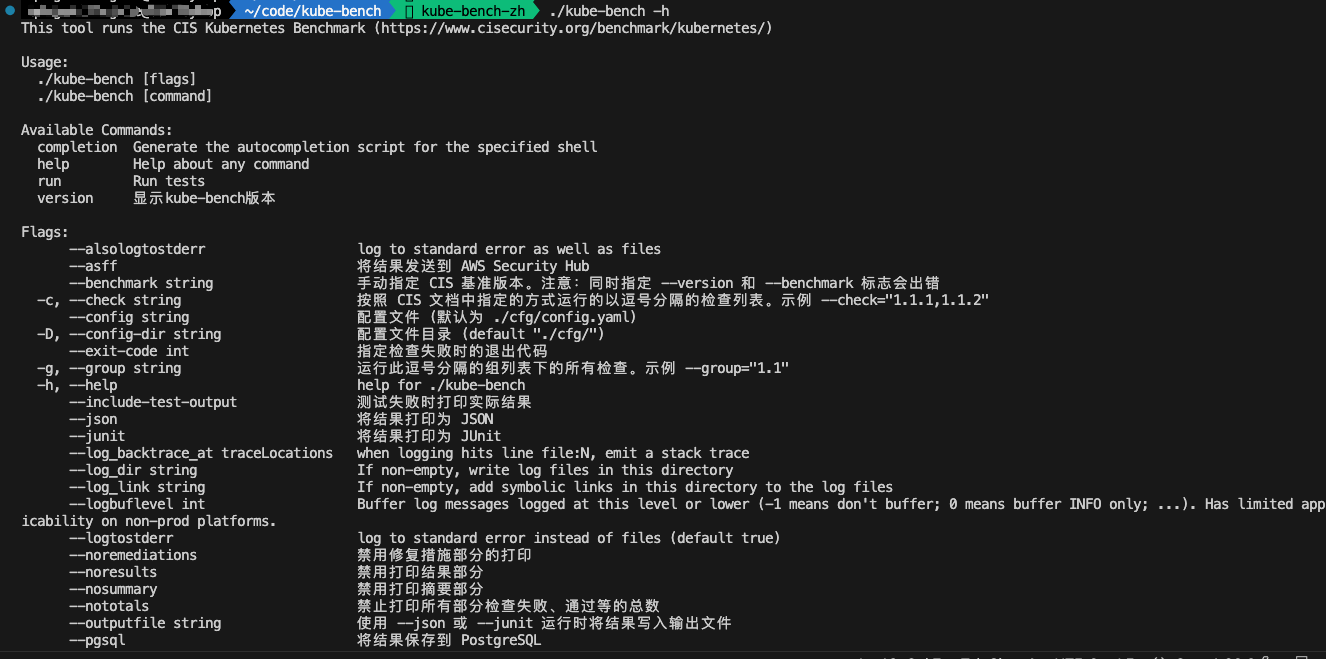 ~/code/kube-bench kube-bench-zh ./kube-bench -h
This tool runs the CIS Kubernetes Benchmark (https://www.cisecurity.org/benchmark/kubernetes/)
Usage:
./kube-bench [flags]
./kube-bench [command]
Available Commands:
completion Generate the autocompletion script for the specified shell
help Help about any command
run Run tests
version 显示kube-bench版本
Flags:
--alsologtostderr log to standard error as well as files
--asff 将结果发送到 AWS Security Hub
--benchmark string 手动指定 CIS 基准版本。注意：同时指定 --version 和 --benchmark 标志会出错
-c, --check string 按照 CIS 文档中指定的方式运行的以逗号分隔的检查列表。示例 --check="1.1.1,1.1.2"
--config string 配置文件 (默认为 ./cfg/config.yaml)
-D, --config-dir string 配置文件目录 (default "./cfg/")
--exit-code int 指定检查失败时的退出代码
-g, --group string 运行此逗号分隔的组列表下的所有检查。示例 --group="1.1"
-h, --help help for ./kube-bench
--include-test-output 测试失败时打印实际结果
--json 将结果打印为 JSON
--junit 将结果打印为 JUnit
--log_backtrace_at traceLocations when logging hits line file:N, emit a stack trace
--log_dir string If non-empty, write log files in this directory
--log_link string If non-empty, add symbolic links in this directory to the log files
--logbuflevel int Buffer log messages logged at this level or lower (-1 means don't buffer; 0 means buffer INFO only; ...). Has limited appl
icability on non-prod platforms.
--logtostderr log to standard error instead of files (default true)
--noremediations 禁用修复措施部分的打印
--noresults 禁用打印结果部分
--nosummary 禁用打印摘要部分
--nototals 禁止打印所有部分检查失败、通过等的总数
--outputfile string 使用 --json 或 --junit 运行时将结果写入输出文件
--pgsql 将结果保存到 PostgreSQL